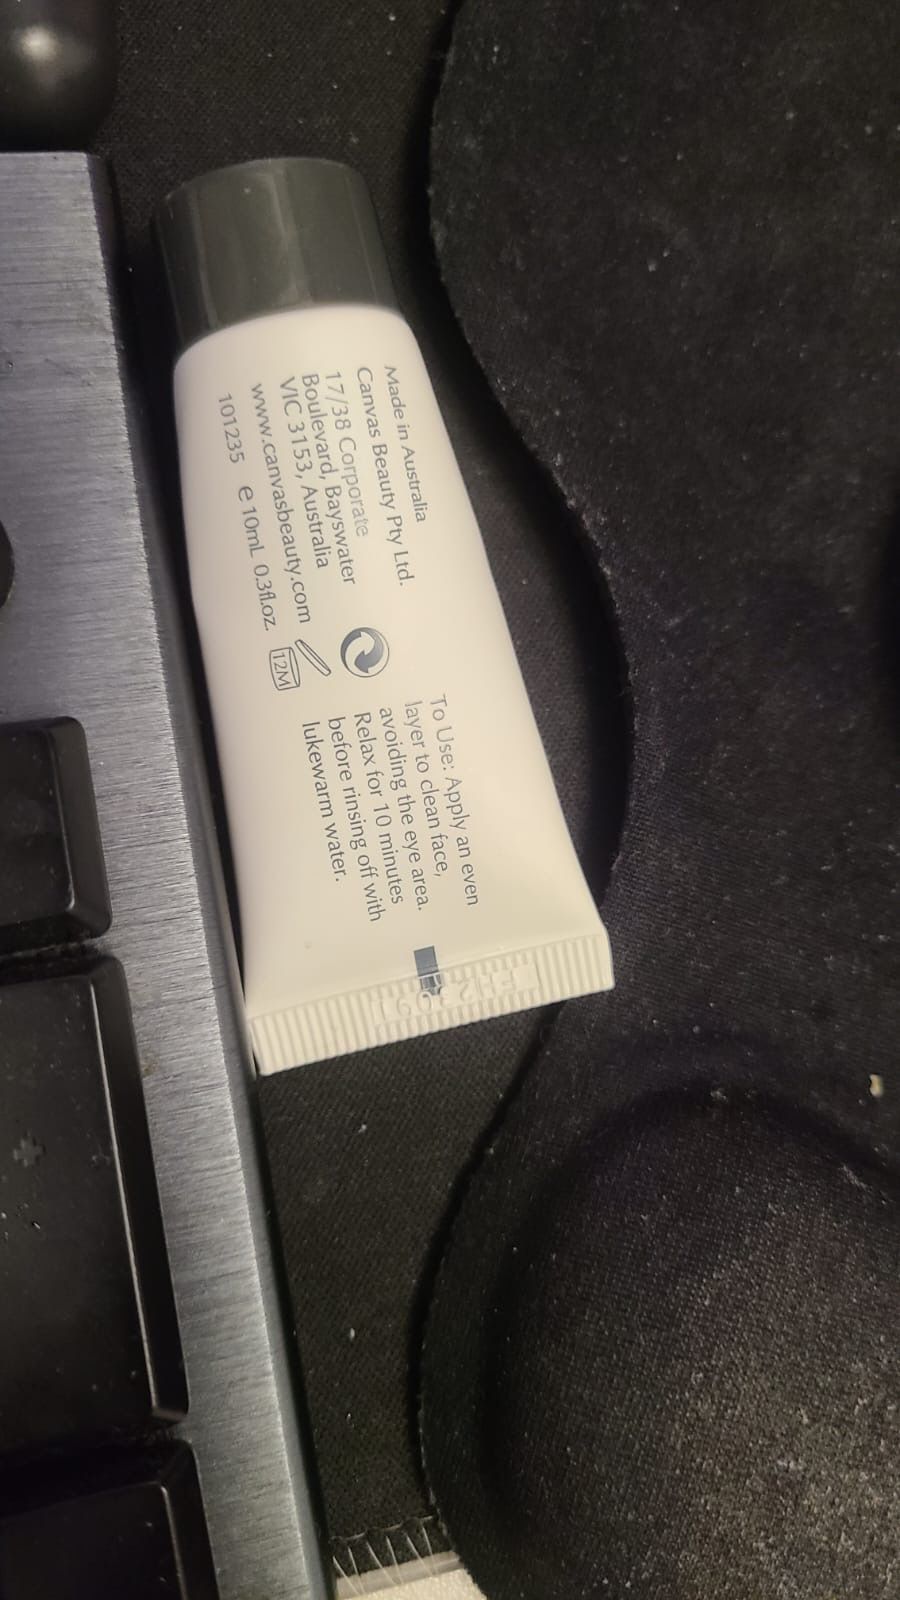 Made in Australia
Canvas Beauty Pty Ltd.
17/38 Corporate
Boulevard, Bayswater
VIC 3153, Australia
www.canvasbeauty.com
101235 e 10mL 0.3fl.oz.
12M
To Use: Apply an even
layer to clean face,
avoiding the eye area.
Relax for 10 minutes
before rinsing off with
lukewarm water.